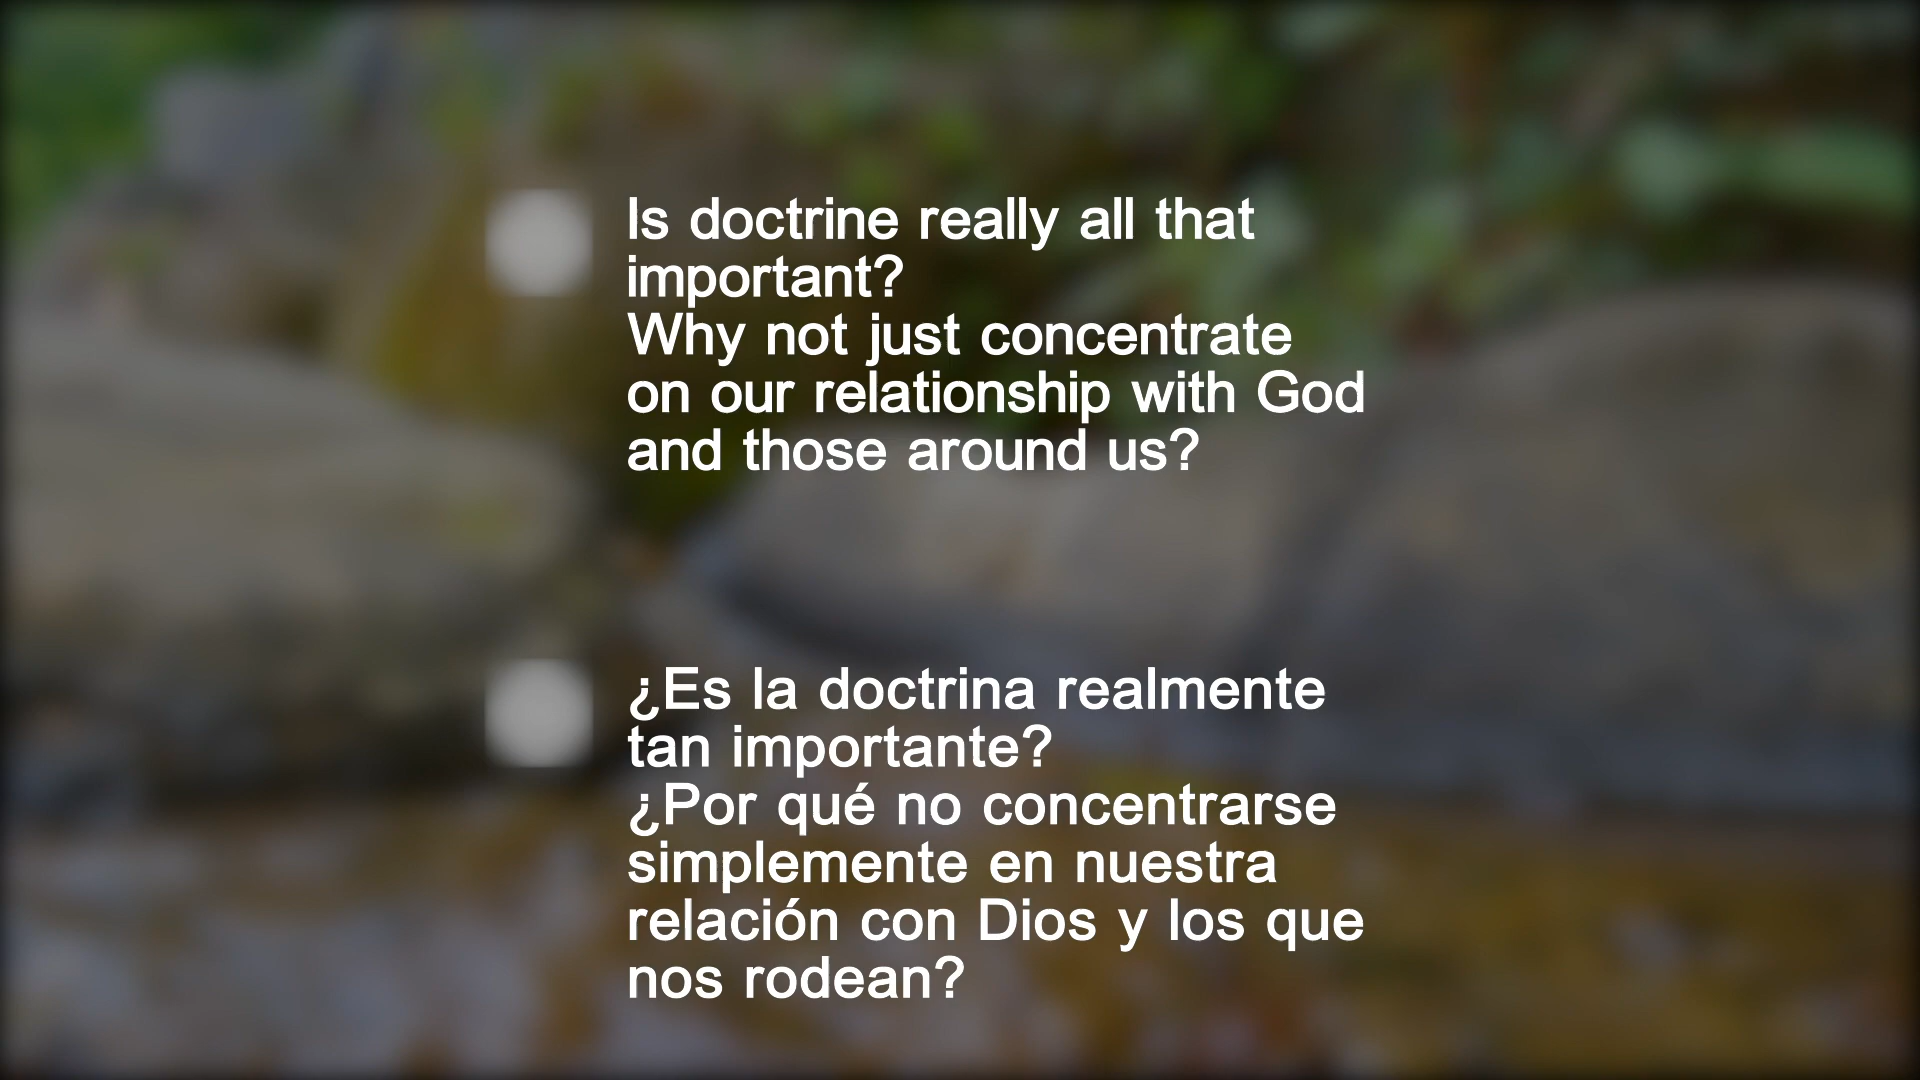 Is doctrine really all that
important?
Why not just concentrate
on our relationship with God
and those around us?
¿Es la doctrina realmente
tan importante?
¿Por qué no concentrarse
simplemente en nuestra
relación con Dios y los que
nos rodean?